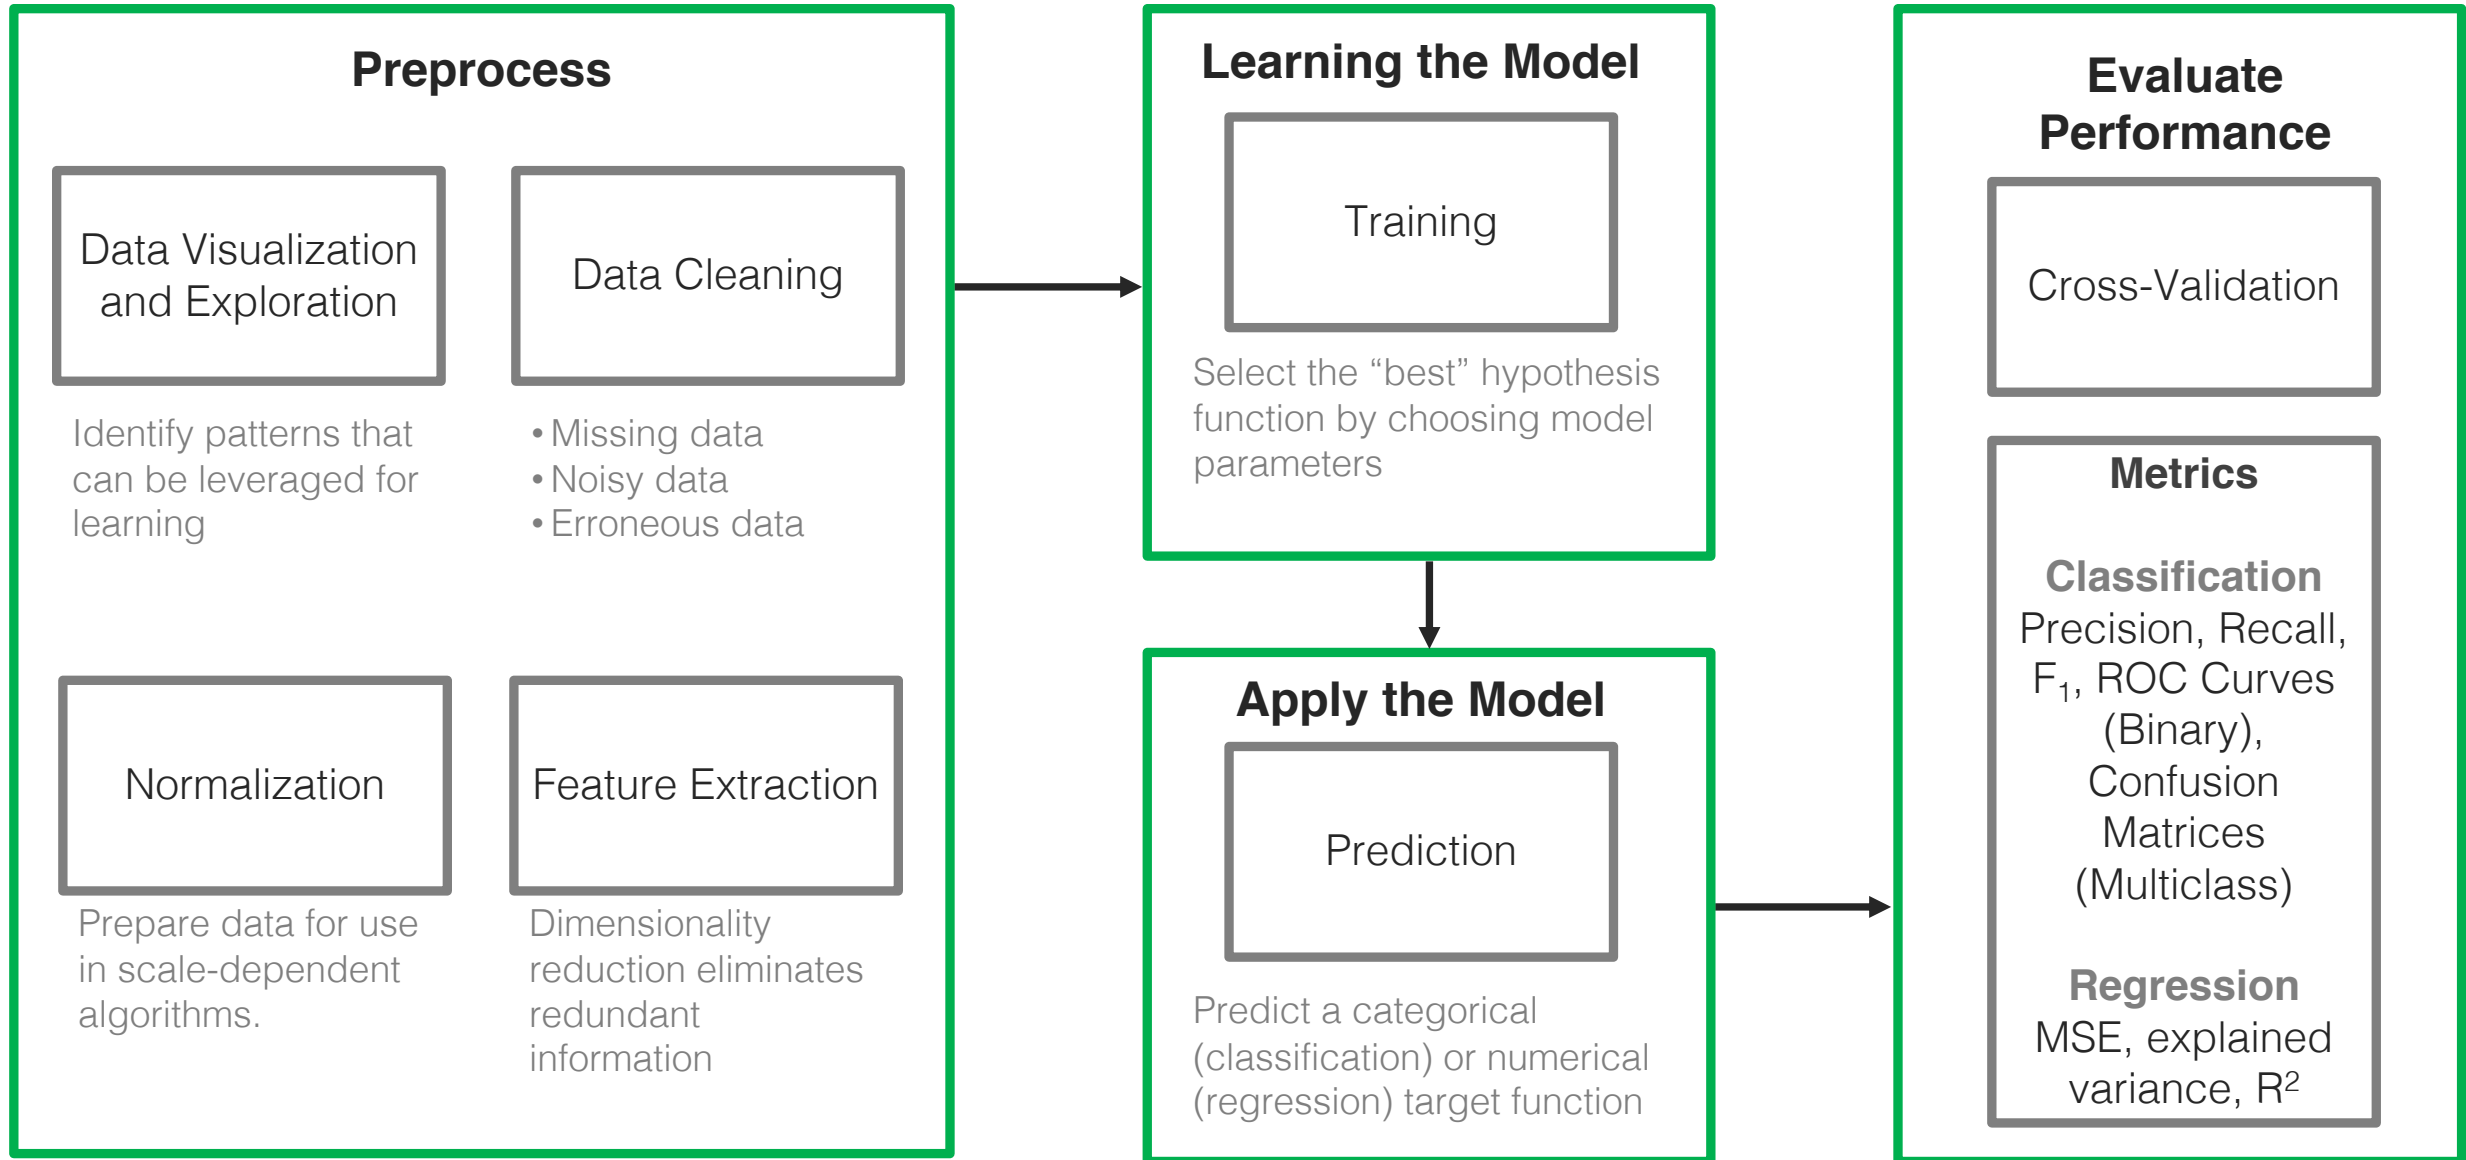 Preprocess
Data Visualization
and Exploration
Identify patterns that
can be leveraged for
learning
Data Cleaning
• Missing data
• Noisy data
• Erroneous data
Normalization
Prepare data for use
in scale-dependent
algorithms.
Feature Extraction
Dimensionality
reduction eliminates
redundant
information
Learning the Model
Training
Select the “best” hypothesis
function by choosing model
parameters
Apply the Model
Prediction
Predict a categorical
(classification) or numerical
(regression) target function
Evaluate
Performance
Cross-Validation
Metrics
Classification
Precision, Recall,
F₁, ROC Curves
(Binary),
Confusion
Matrices
(Multiclass)
Regression
MSE, explained
variance, R²